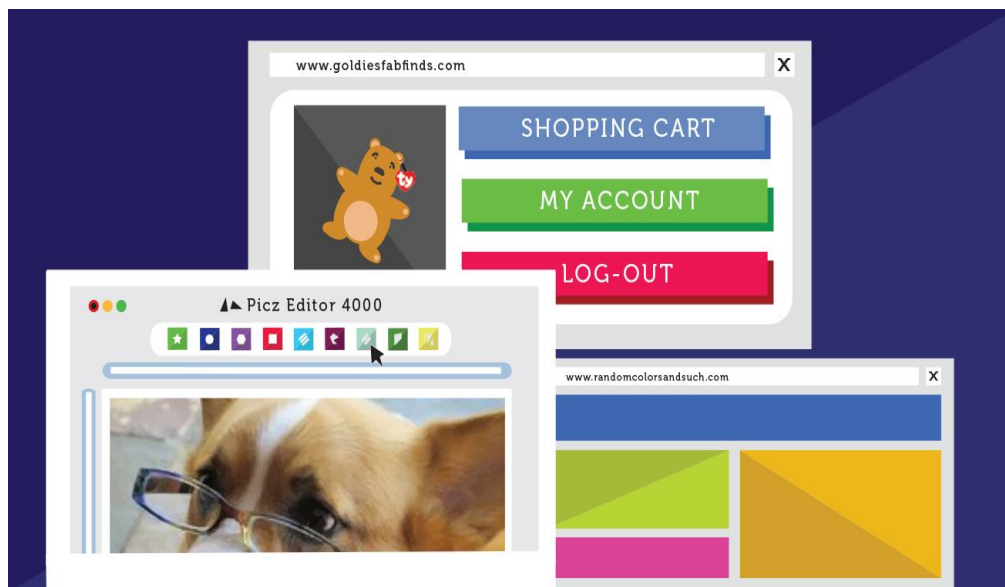 www.goldiesfabfinds.com
X
SHOPPING CART
ty
MY ACCOUNT
LOG-OUT
Picz Editor 4000
www.randomcolorsandsuch.com
X